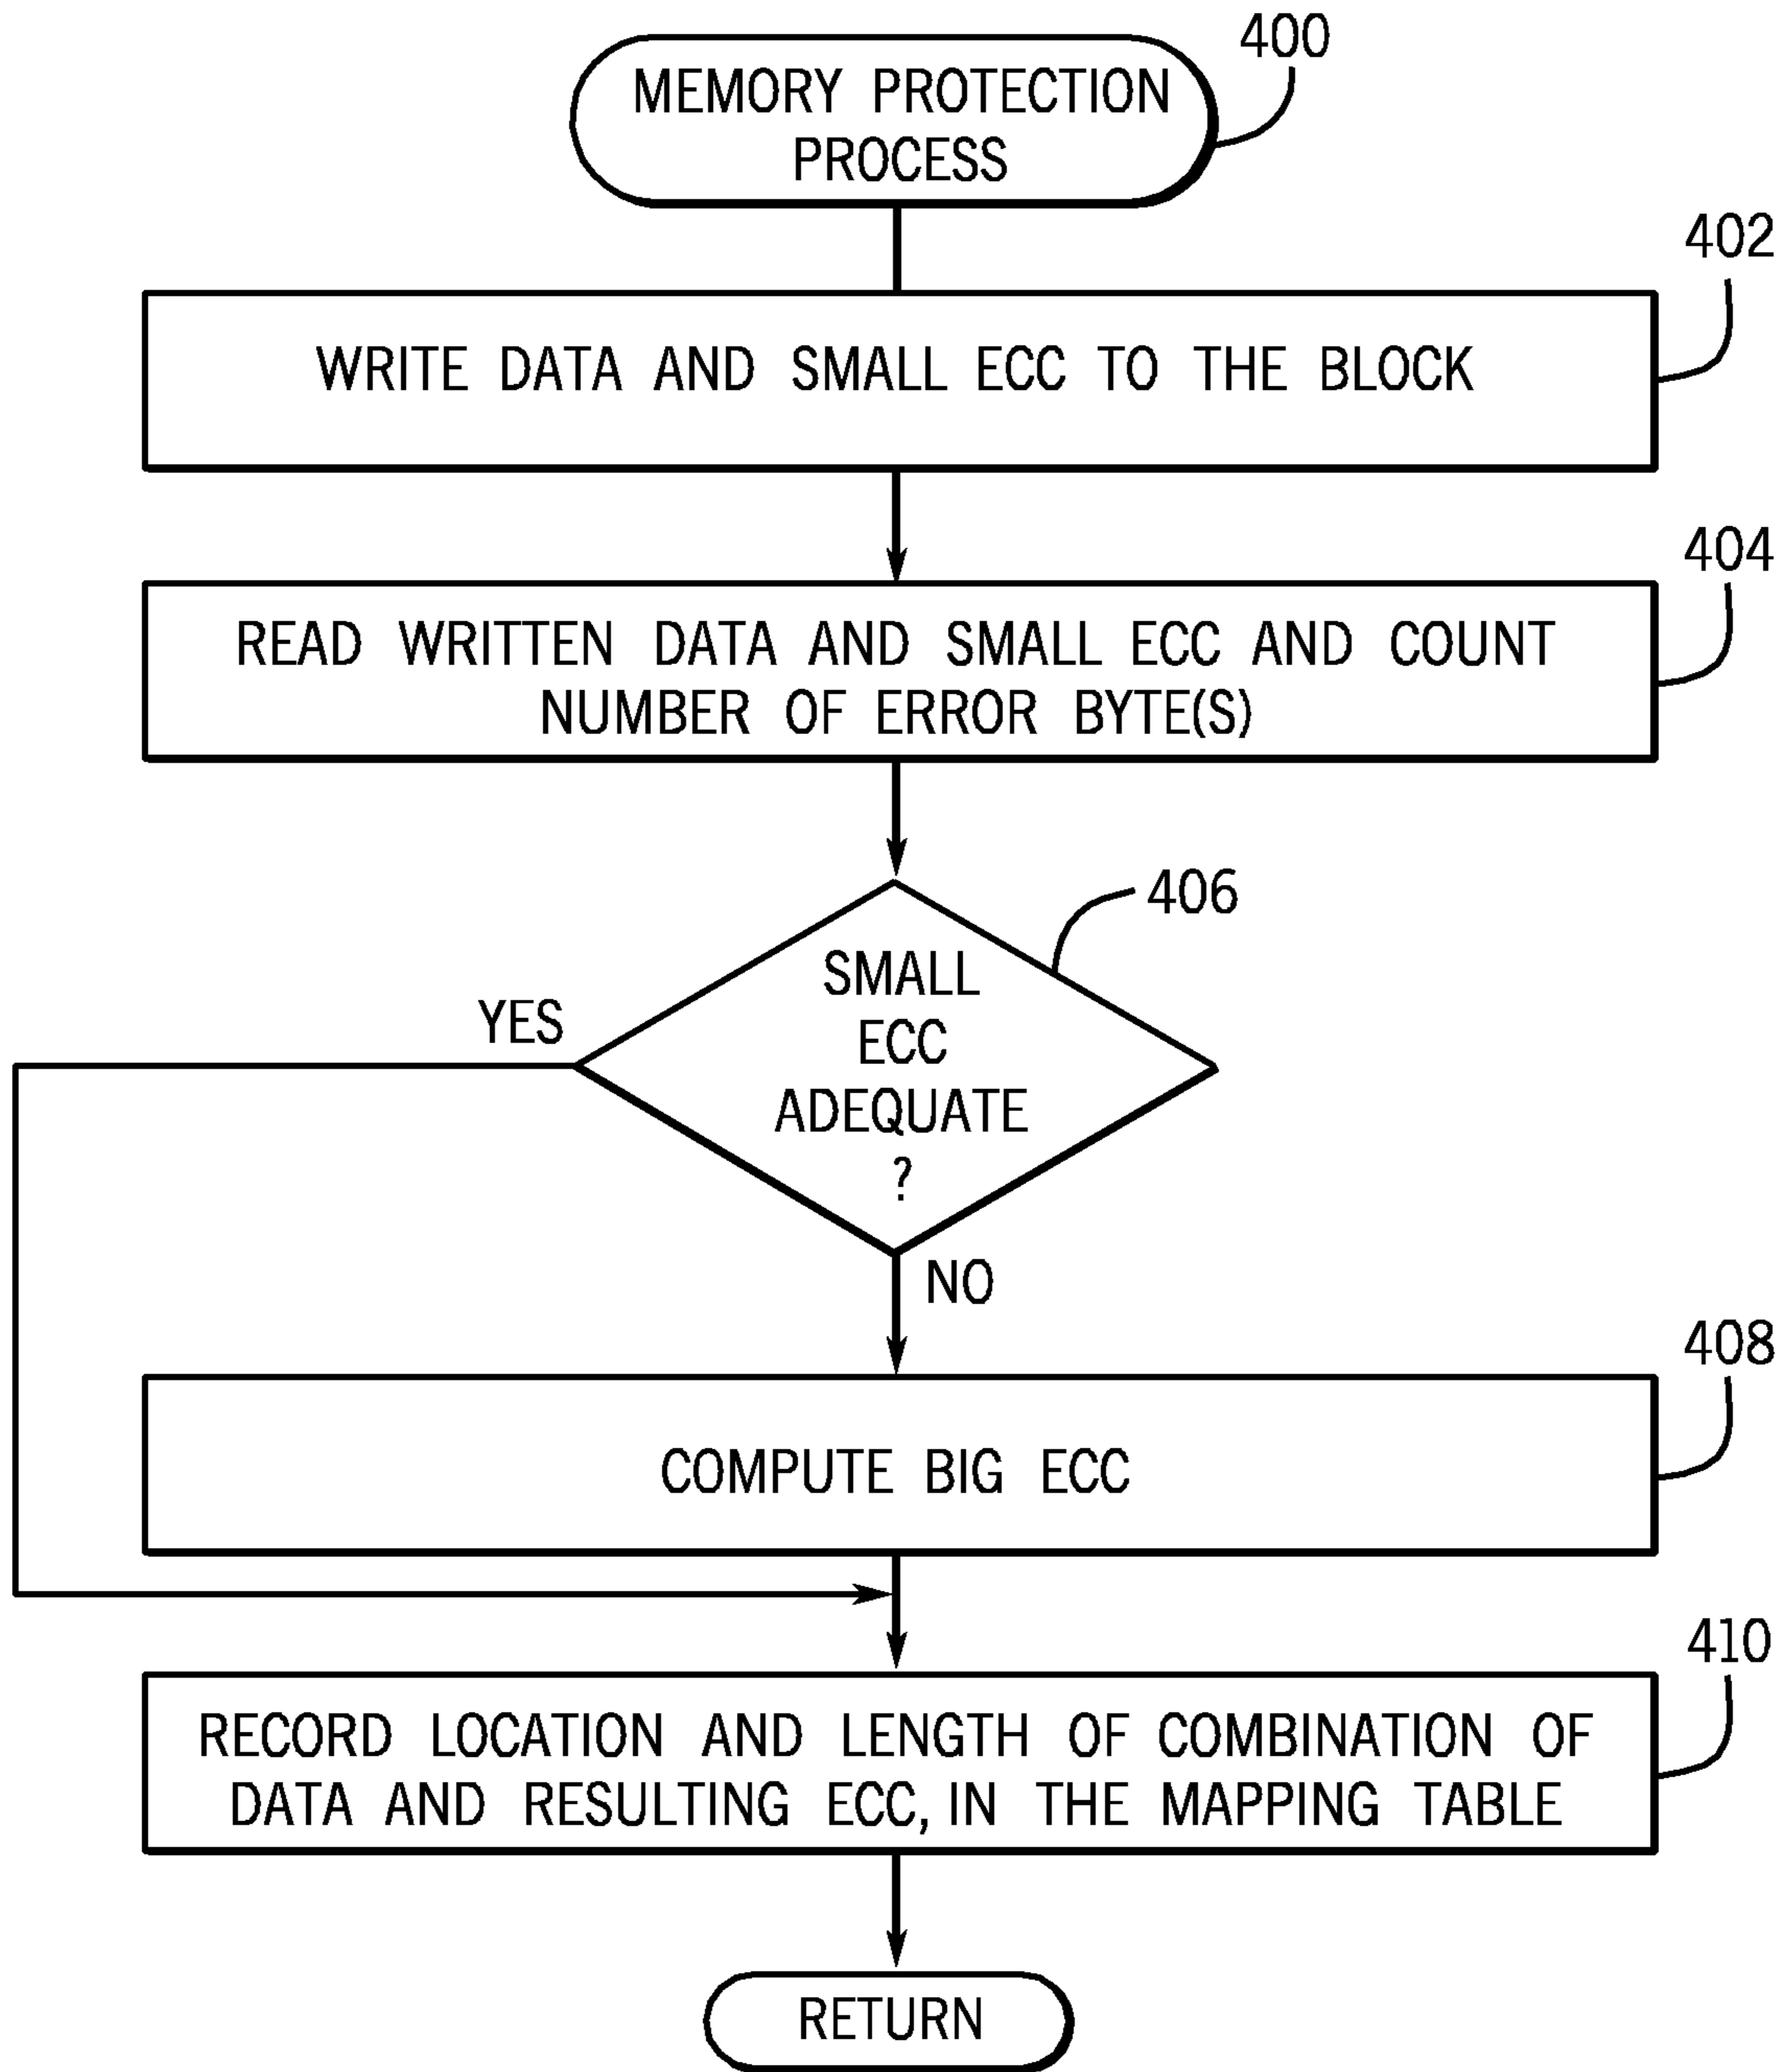 400
MEMORY PROTECTION
PROCESS
402
WRITE DATA AND SMALL ECC TO THE BLOCK
404
READ WRITTEN DATA AND SMALL ECC AND COUNT
NUMBER OF ERROR BYTE(S)
406
SMALL
ECC
ADEQUATE
?
YES
NO
408
COMPUTE BIG ECC
410
RECORD LOCATION AND LENGTH OF COMBINATION OF
DATA AND RESULTING ECC, IN THE MAPPING TABLE
RETURN